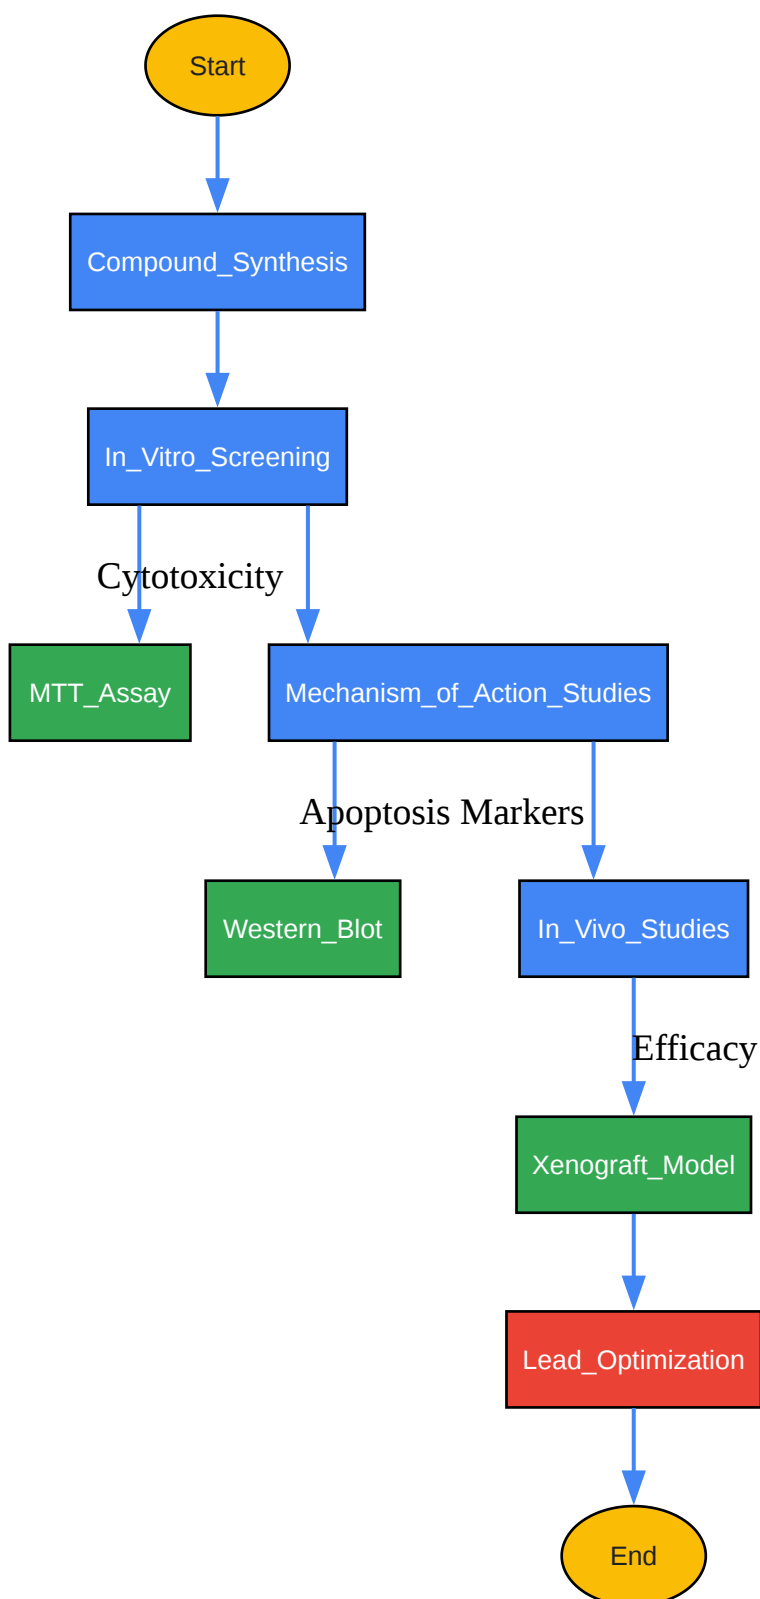 Start
Compound_Synthesis
In_Vitro_Screening
Cytotoxicity
MTT_Assay
Mechanism_of_Action_Studies
Apoptosis Markers
Western_Blot
In_Vivo_Studies
Efficacy
Xenograft_Model
Lead_Optimization
End